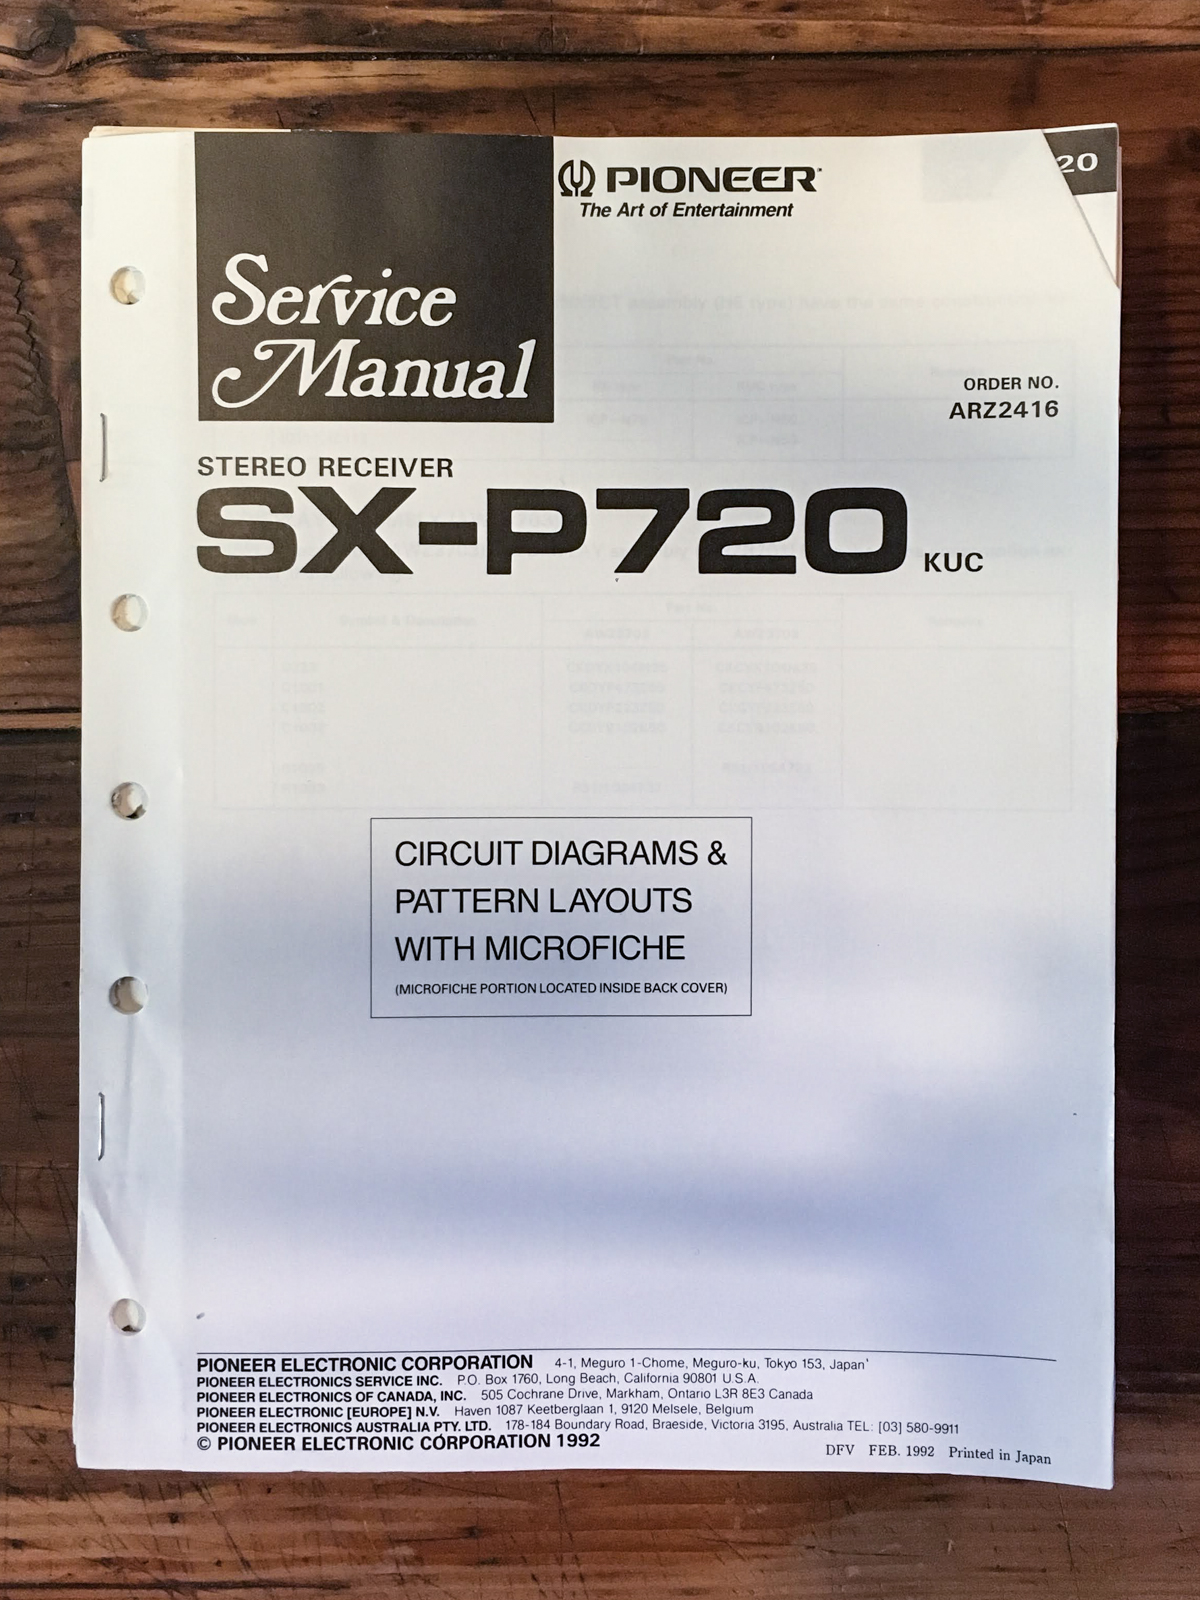 PIONEER
The Art of Entertainment
20
Service
Manual
ORDER NO.
ARZ2416
STEREO RECEIVER
SX-P720 KUC
CIRCUIT DIAGRAMS &
PATTERN LAYOUTS
WITH MICROFICHE
(MICROFICHE PORTION LOCATED INSIDE BACK COVER)
PIONEER ELECTRONIC CORPORATION 4-1, Meguro 1-Chome, Meguro-ku, Tokyo 153, Japan
PIONEER ELECTRONICS SERVICE INC. P.O. Box 1760, Long Beach, California 90801 U.S.A.
PIONEER ELECTRONICS OF CANADA, INC. 505 Cochrane Drive, Markham, Ontario L3R 8E3 Canada
PIONEER ELECTRONIC [EUROPE] N.V. Haven 1087 Keetberglaan 1, 9120 Melsele, Belgium
PIONEER ELECTRONICS AUSTRALIA PTY. LTD. 178-184 Boundary Road, Braeside, Victoria 3195, Australia TEL: [03] 580-9911
© PIONEER ELECTRONIC CORPORATION 1992
DFV FEB. 1992 Printed in Japan